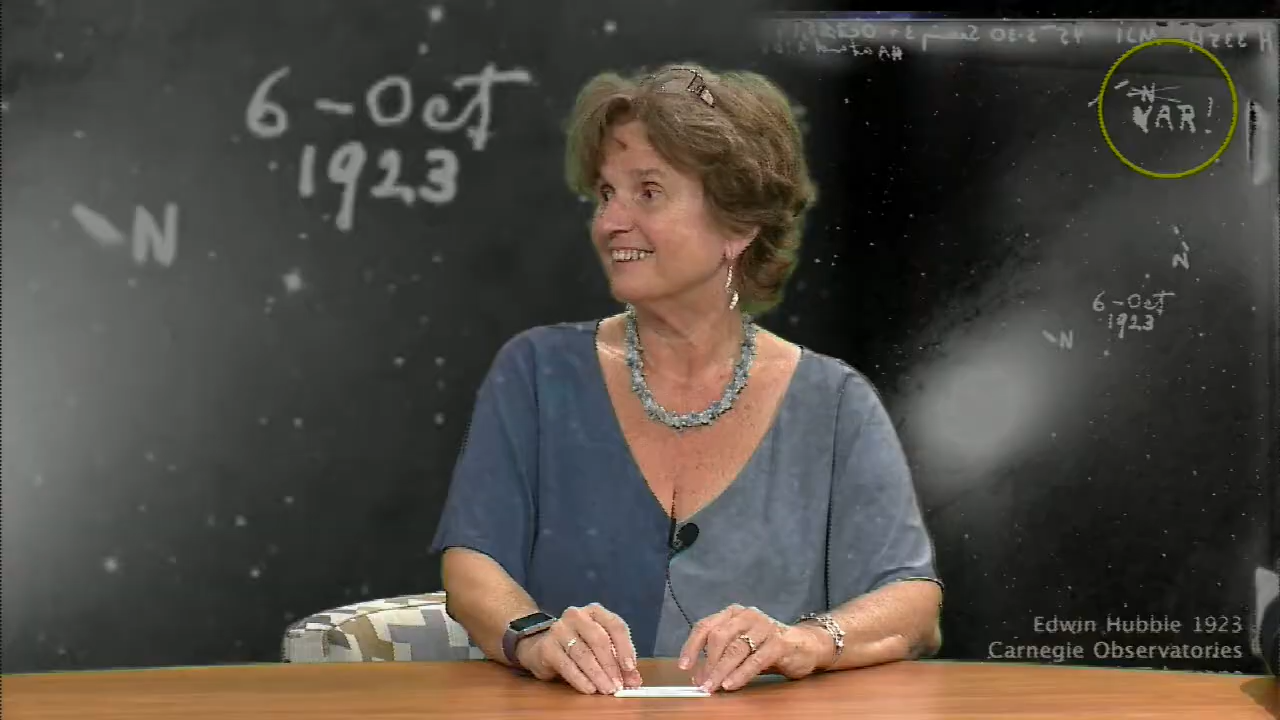 6-Oct
1923
N
N
VAR!
N
6-Oct
1923
N
Edwin Hubble 1923
Carnegie Observatories